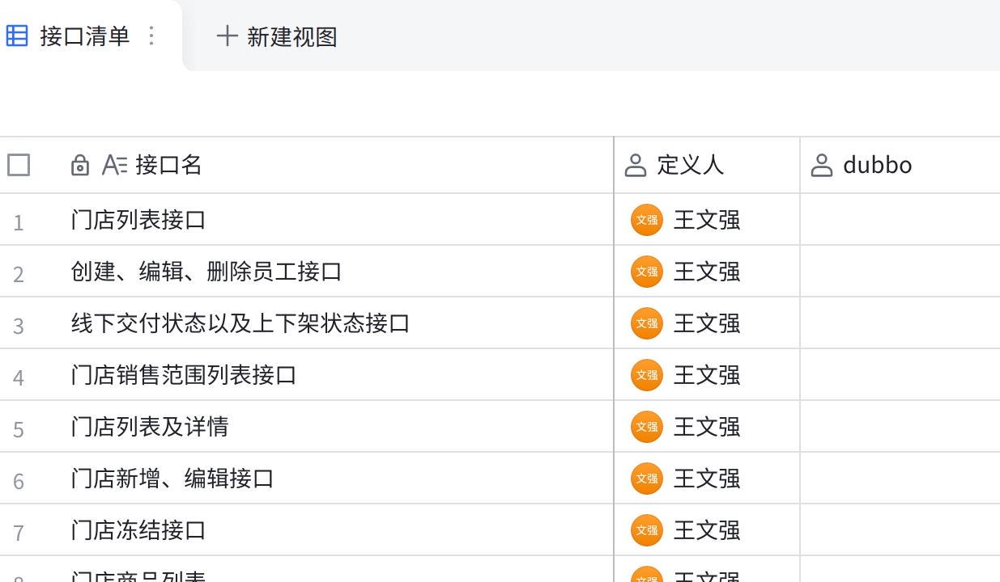 接口清单 新建视图
接口名 定义人 dubbo
1 门店列表接口 文强 王文强
2 创建、编辑、删除员工接口 文强 王文强
3 线下交付状态以及上下架状态接口 文强 王文强
4 门店销售范围列表接口 文强 王文强
5 门店列表及详情 文强 王文强
6 门店新增、编辑接口 文强 王文强
7 门店冻结接口 文强 王文强
8 门店商品列表 文强 王文强